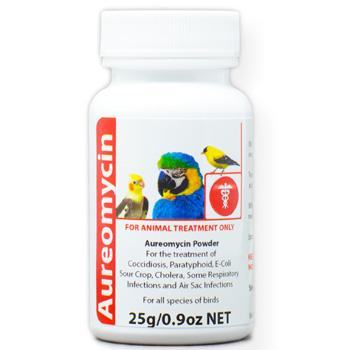 Aureomycin
FOR ANIMAL TREATMENT ONLY
Aureomycin Powder
For the treatment of
Coccidiosis, Paratyphoid, E-Coli
Sour Crop, Cholera, Some Respiratory
Infections and Air Sac Infections
For all species of birds
25g/0.9oz NET